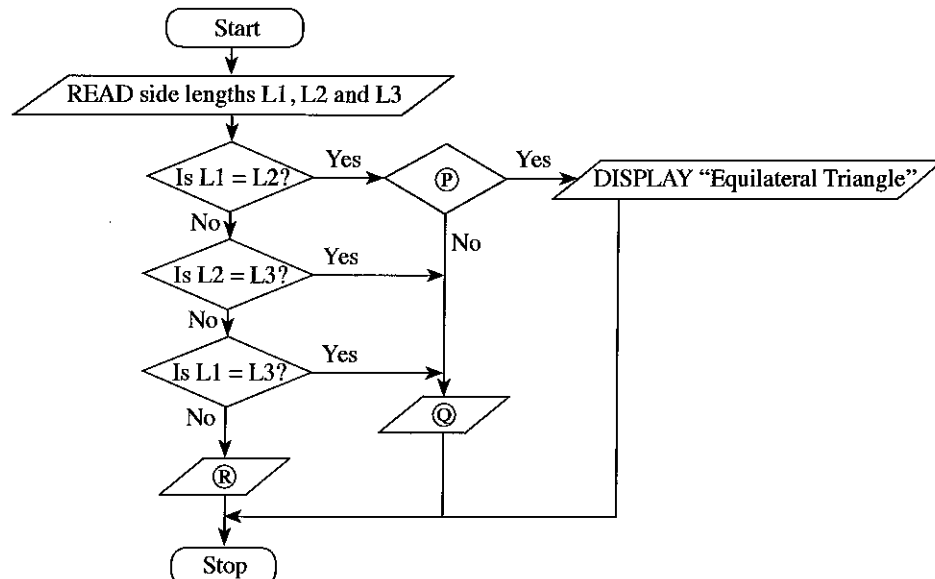 Start
READ side lengths L1, L2 and L3
Is L1 = L2?
Yes
Ⓟ
Yes
DISPLAY “Equilateral Triangle”
No
No
Is L2 = L3?
Yes
No
Is L1 = L3?
Yes
No
Ⓠ
Ⓡ
Stop